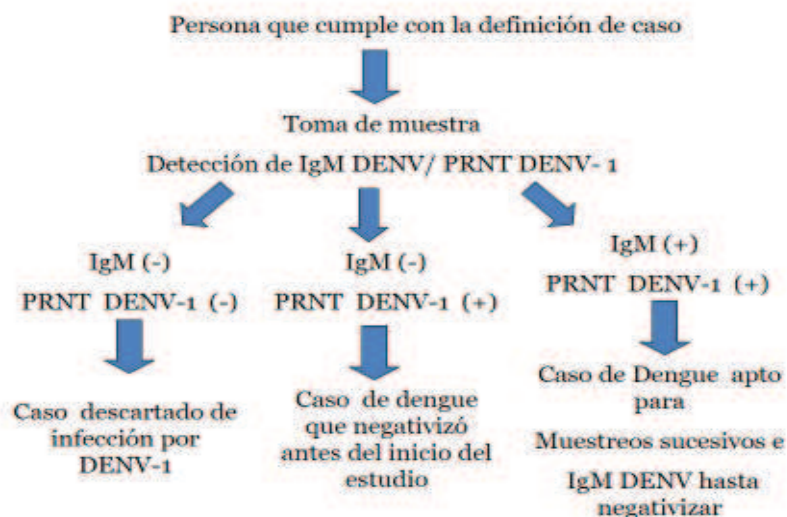 Persona que cumple con la definición de caso
Toma de muestra
Detección de IgM DENV/ PRNT DENV- 1
IgM (-)
PRNT DENV-1 (-)
IgM (-)
PRNT DENV-1 (+)
IgM (+)
PRNT DENV-1 (+)
Caso descartado de
infección por
DENV-1
Caso de dengue
que negativizó
antes del inicio del
estudio
Caso de Dengue apto
para
Muestreos sucesivos e
IgM DENV hasta
negativizar